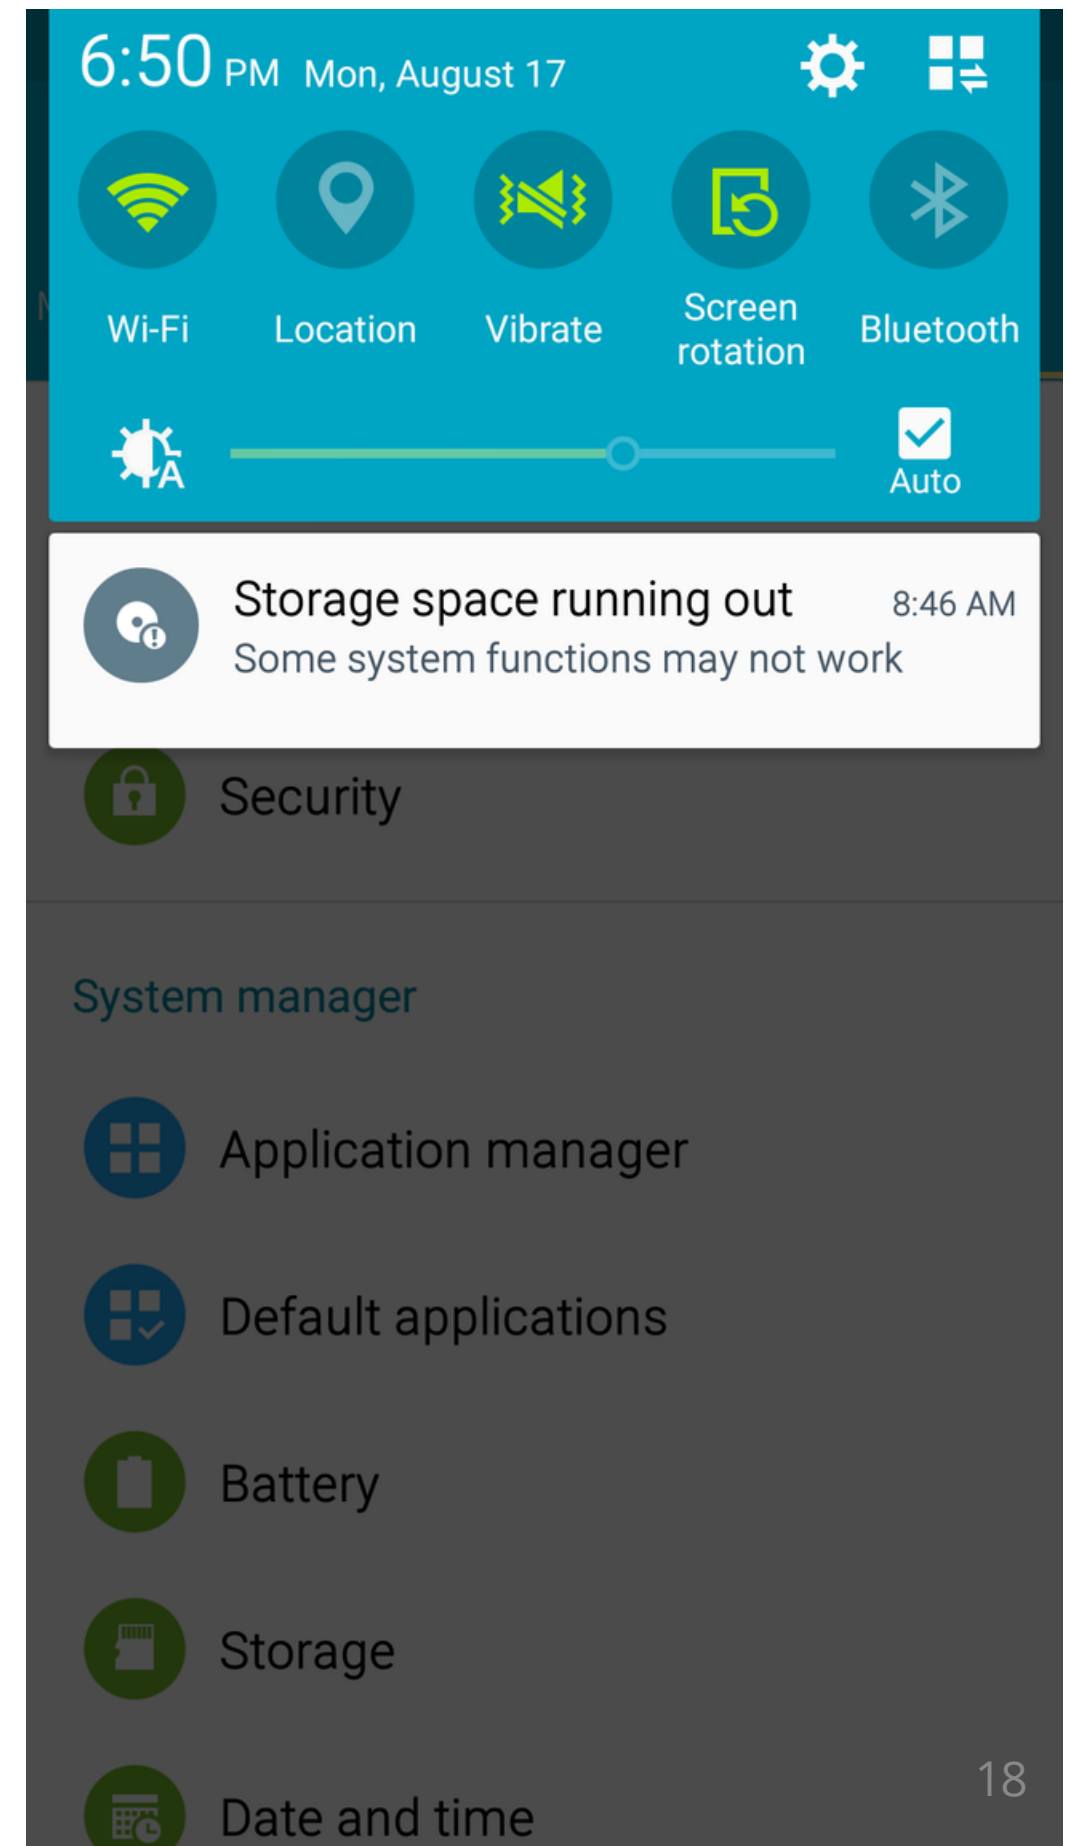 6:50 PM Mon, August 17
Wi-Fi
Location
Vibrate
Screen
rotation
Bluetooth
A
Auto
Storage space running out 8:46 AM
Some system functions may not work
Security
System manager
Application manager
Default applications
Battery
Storage
18
Date and time